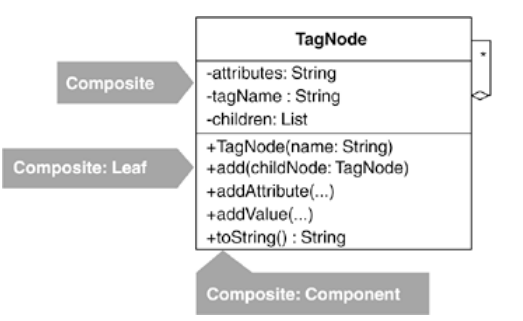 TagNode
*
Composite
-attributes: String
-tagName : String
-children: List
Composite: Leaf
+TagNode(name: String)
+add(childNode: TagNode)
+addAttribute(...)
+addValue(...)
+toString() : String
Composite: Component